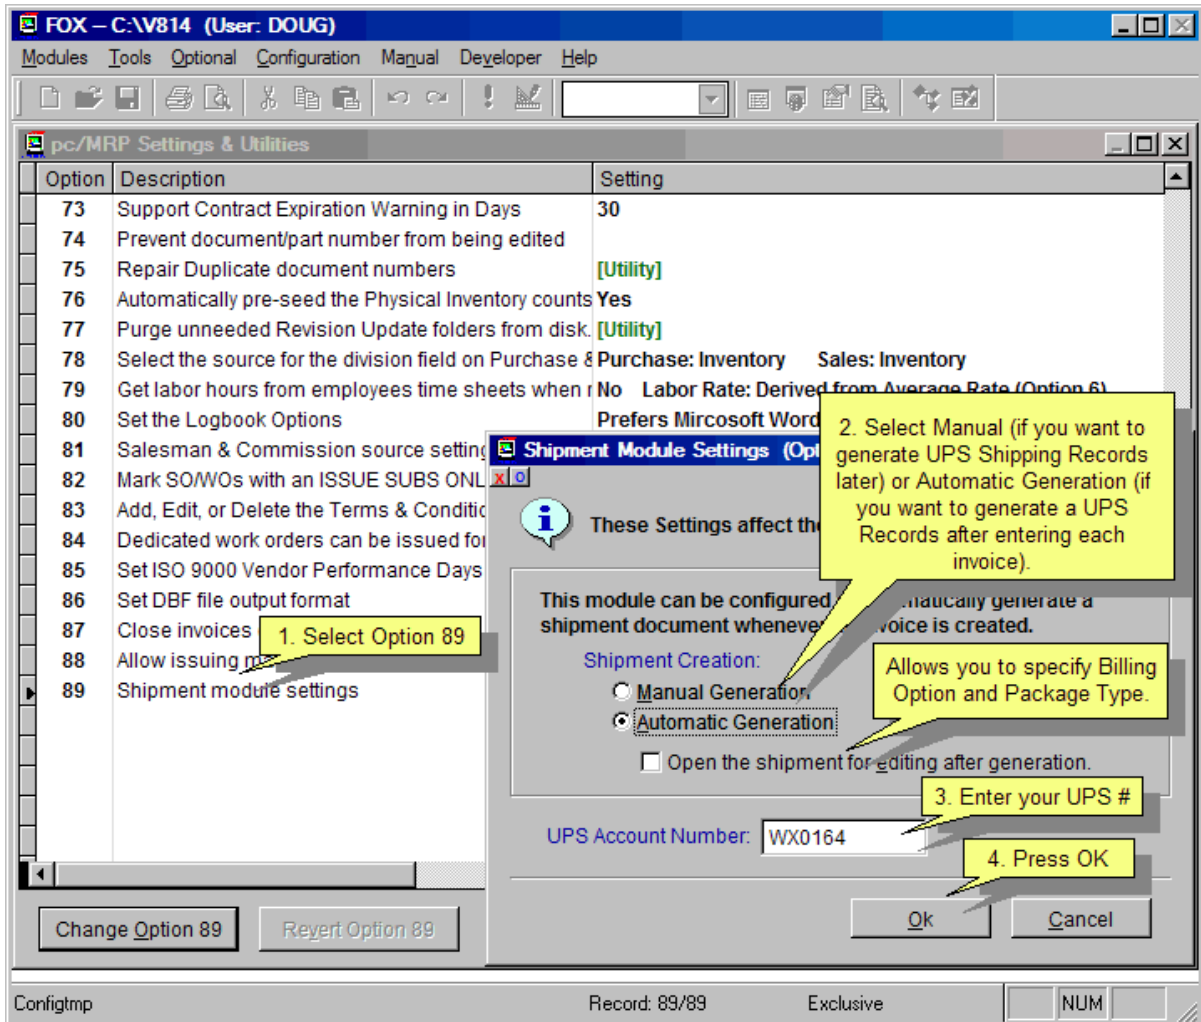 FOX – C:\V814 (User: DOUG)
Modules Tools Optional Configuration Manual Developer Help
pc/MRP Settings & Utilities
Option Description Setting
73 Support Contract Expiration Warning in Days 30
74 Prevent document/part number from being edited
75 Repair Duplicate document numbers [Utility]
76 Automatically pre-seed the Physical Inventory counts Yes
77 Purge unneeded Revision Update folders from disk. [Utility]
78 Select the source for the division field on Purchase & Purchase: Inventory Sales: Inventory
79 Get labor hours from employees time sheets when No Labor Rate: Derived from Average Rate (Option 6)
80 Set the Logbook Options Prefers Mircosoft Word
81 Salesman & Commission source setting
82 Mark SO/WOs with an ISSUE SUBS ONL
83 Add, Edit, or Delete the Terms & Conditio
84 Dedicated work orders can be issued for
85 Set ISO 9000 Vendor Performance Days
86 Set DBF file output format
87 Close invoices
88 Allow issuing m
89 Shipment module settings
1. Select Option 89
Change Option 89
Revert Option 89
Shipment Module Settings (Opt
x o
These Settings affect the
2. Select Manual (if you want to
generate UPS Shipping Records
later) or Automatic Generation (if
you want to generate a UPS
Records after entering each
invoice).
This module can be configured matically generate a
shipment document whenever voice is created.
Shipment Creation:
Manual Generation
Automatic Generation
Open the shipment for editing after generation.
Allows you to specify Billing
Option and Package Type.
3. Enter your UPS #
UPS Account Number: WX0164
4. Press OK
Ok
Cancel
Configtmp Record: 89/89 Exclusive NUM